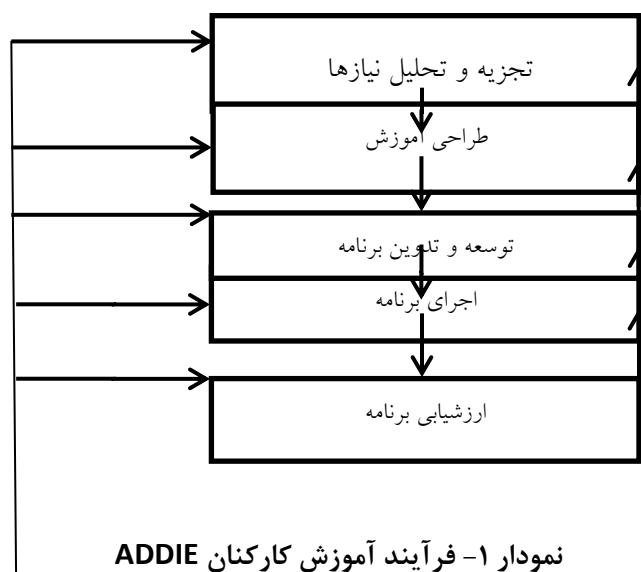 تجزیه و تحلیل نیازها
طراحی آموزش
توسعه و تدوین برنامه
اجرای برنامه
ارزشیابی برنامه
نمودار ۱- فرآیند آموزش کارکنان ADDIE